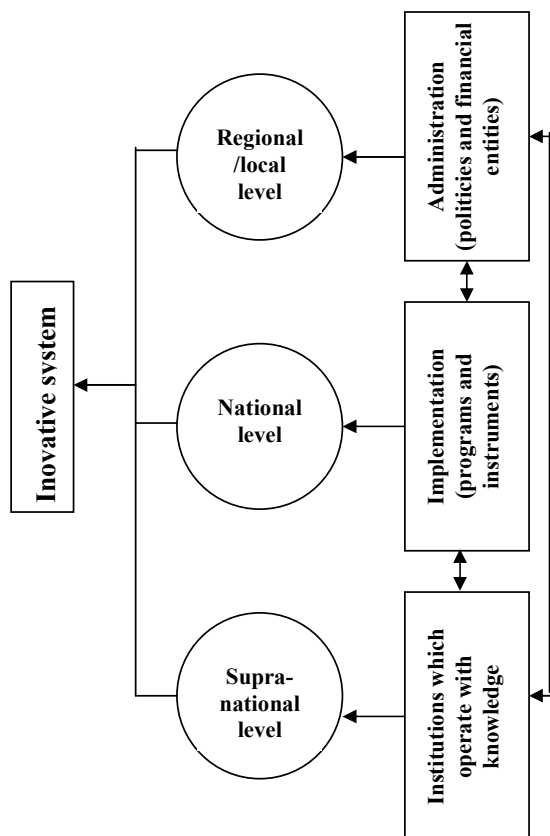 Inovative system
Regional
/local
level
National
level
Supra-
national
level
Administration
(politicies and financial
entities)
Implementation
(programs and
instruments)
Institutions which
operate with
knowledge